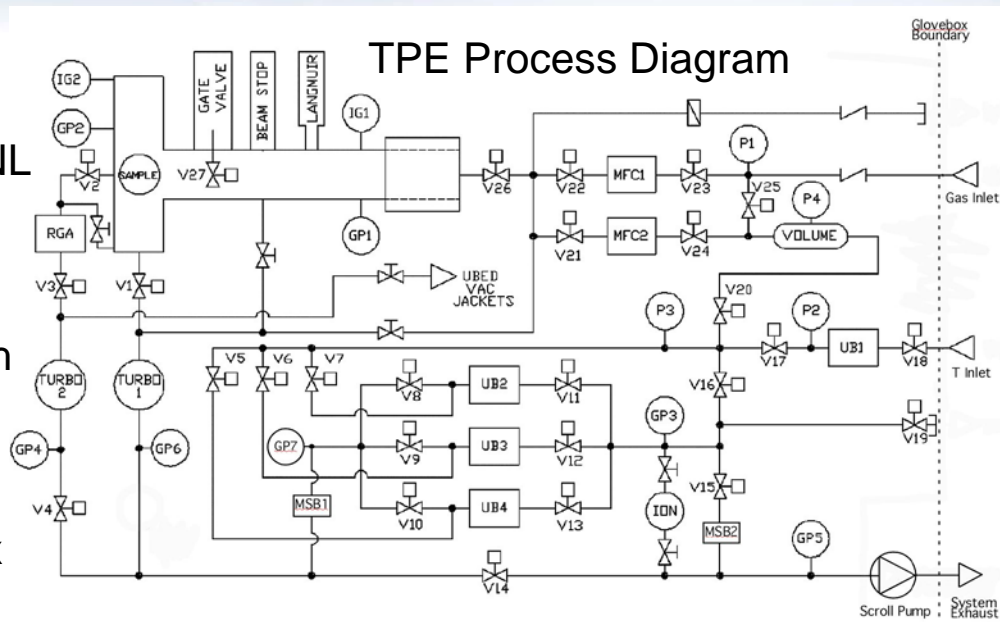 Glovebox
Boundary
TPE Process Diagram
IG2
GP2
GATE
VALVE
BEAM STOP
LANGMUIR
IG1
P1
NL
V2
SAMPLE
V27
V26
V22
MFC1
V23
V25
Gas Inlet
P4
RGA
GP1
V21
MFC2
V24
VOLUME
V3
V1
UBED
VAC
JACKETS
V20
P3
P2
V5
V6
V7
V17
UB1
V18
T Inlet
TURBO
2
TURBO
1
V8
UB2
V11
V16
GP3
V19
GP4
GP6
GP7
V9
UB3
V12
V15
MSB1
V4
V10
UB4
V13
ION
MSB2
GP5
V14
Scroll Pump
System
Exhaust